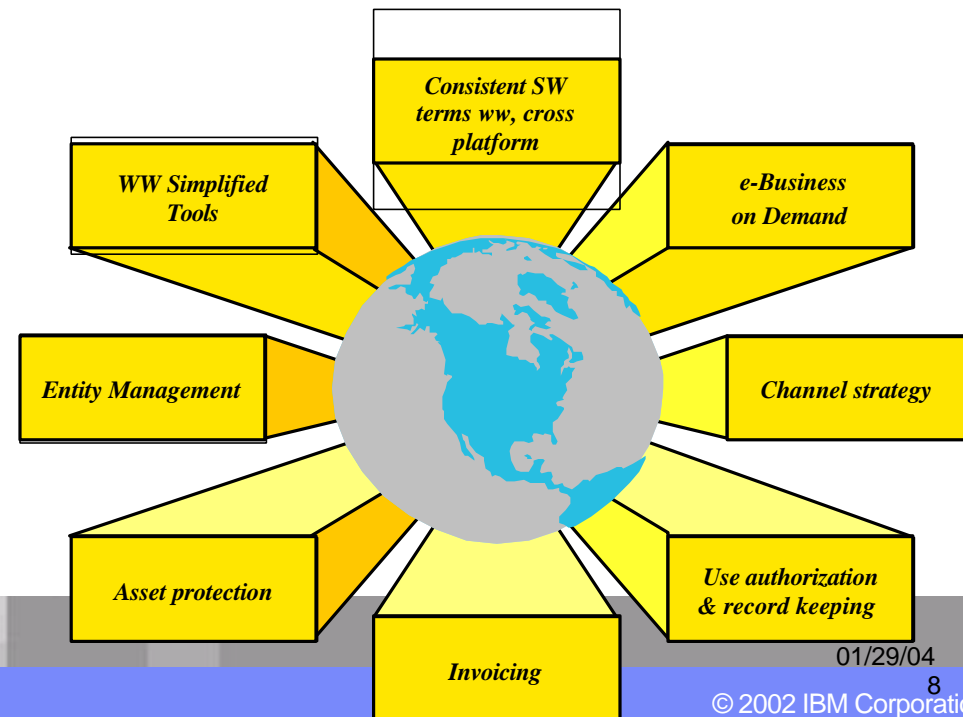 Consistent SW
terms ww, cross
platform
WW Simplified
Tools
e-Business
on Demand
Entity Management
Channel strategy
Asset protection
Use authorization
& record keeping
Invoicing
01/29/04
8
© 2002 IBM